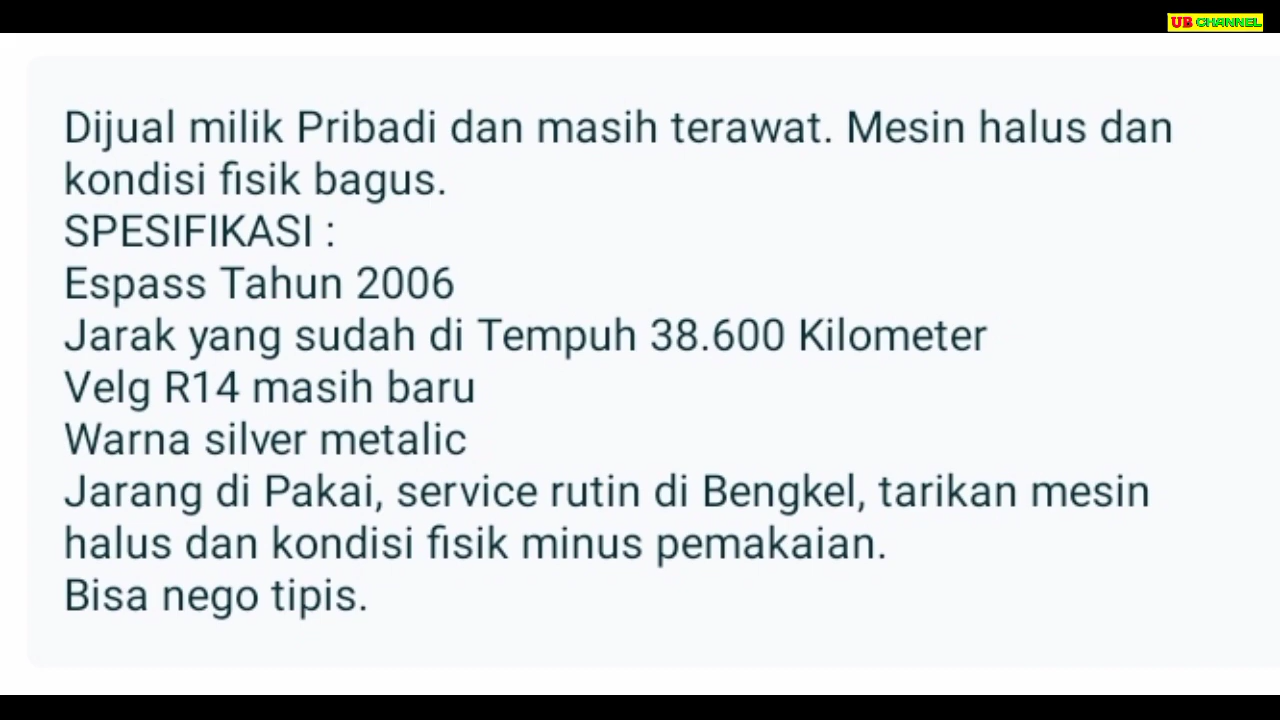 UB CHANNEL
Dijual milik Pribadi dan masih terawat. Mesin halus dan
kondisi fisik bagus.
SPESIFIKASI :
Espass Tahun 2006
Jarak yang sudah di Tempuh 38.600 Kilometer
Velg R14 masih baru
Warna silver metalic
Jarang di Pakai, service rutin di Bengkel, tarikan mesin
halus dan kondisi fisik minus pemakaian.
Bisa nego tipis.